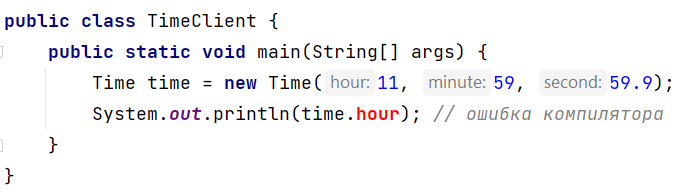 public class TimeClient {
    public static void main(String[] args) {
        Time time = new Time( hour: 11,  minute: 59,  second: 59.9);
        System.out.println(time.hour); // ошибка компилятора
    }
}